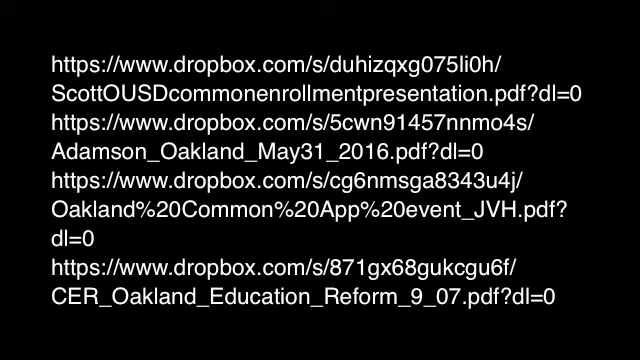 https://www.dropbox.com/s/duhizqxg075li0h/
ScottOUSDcommonenrollmentpresentation.pdf?dl=0
https://www.dropbox.com/s/5cwn91457nnmo4s/
Adamson_Oakland_May31_2016.pdf?dl=0
https://www.dropbox.com/s/cg6nmsga8343u4j/
Oakland%20Common%20App%20event_JVH.pdf?
dl=0
https://www.dropbox.com/s/871gx68gukcgu6f/
CER_Oakland_Education_Reform_9_07.pdf?dl=0